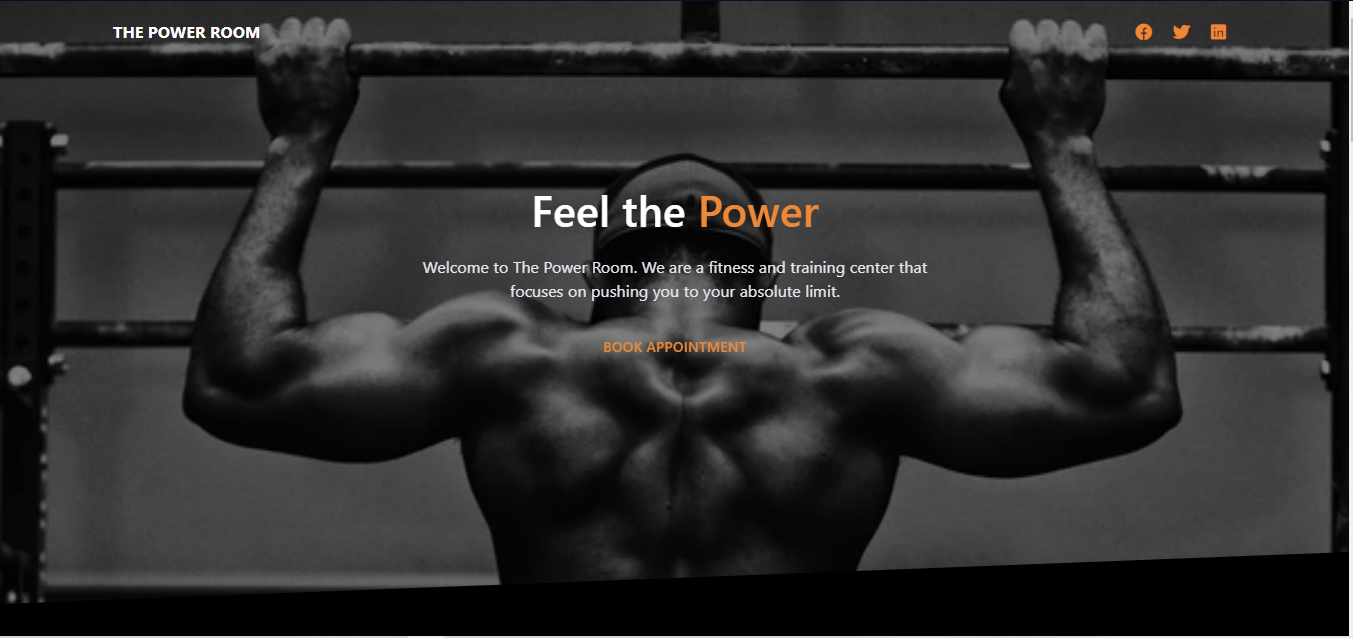 THE POWER ROOM
Feel the Power
Welcome to The Power Room. We are a fitness and training center that
focuses on pushing you to your absolute limit.
BOOK APPOINTMENT